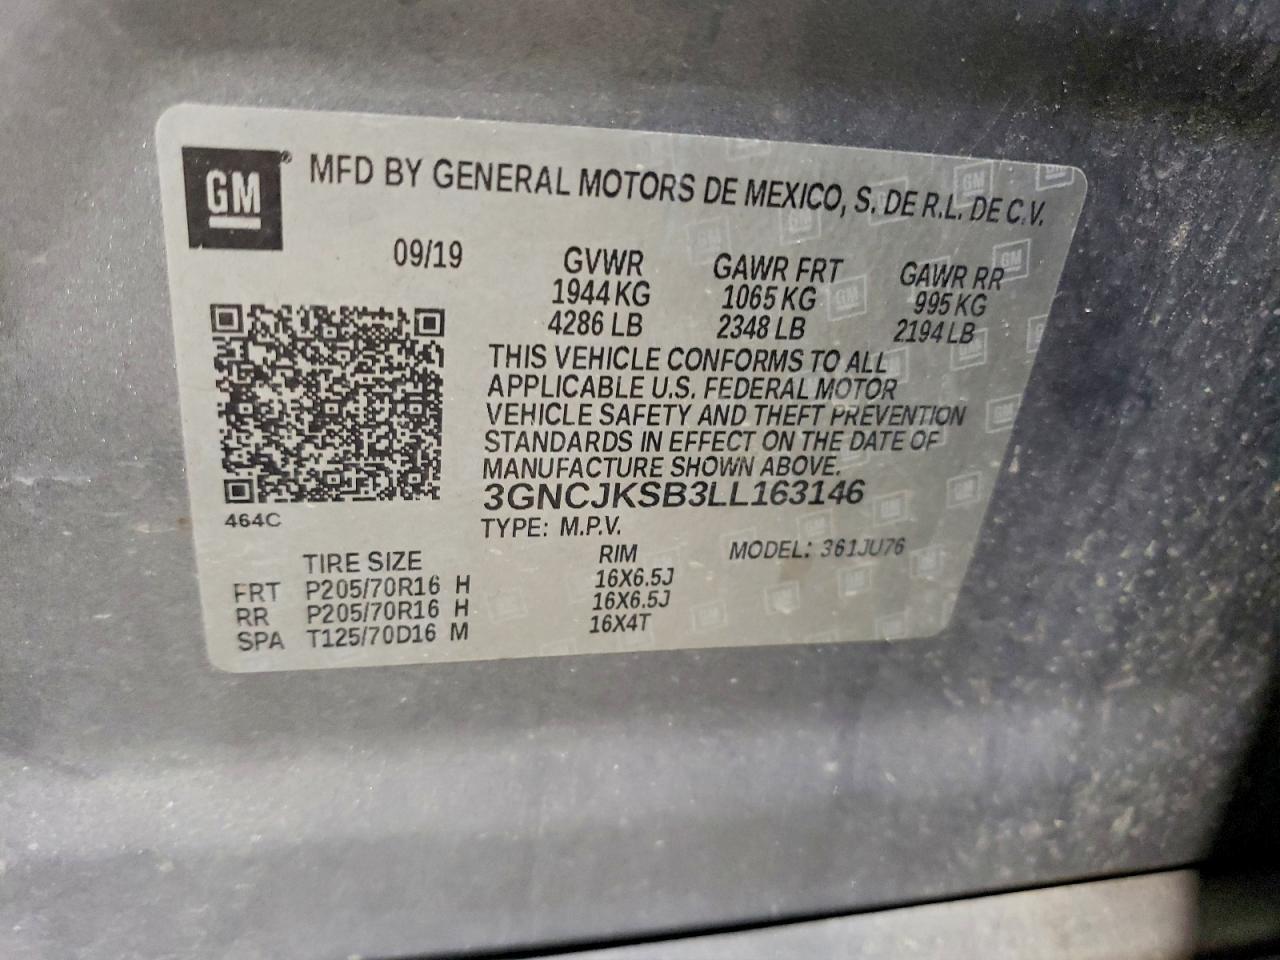 GM® MFD BY GENERAL MOTORS DE MEXICO, S. DE R.L. DE C.V.
09/19 GVWR GAWR FRT GAWR RR
1944 KG 1065 KG 995 KG
4286 LB 2348 LB 2194 LB
THIS VEHICLE CONFORMS TO ALL
APPLICABLE U.S. FEDERAL MOTOR
VEHICLE SAFETY AND THEFT PREVENTION
STANDARDS IN EFFECT ON THE DATE OF
MANUFACTURE SHOWN ABOVE.
3GNCJKSB3LL163146
464C
TYPE: M.P.V. MODEL: 361JU76
TIRE SIZE RIM
FRT P205/70R16 H 16X6.5J
RR P205/70R16 H 16X6.5J
SPA T125/70D16 M 16X4T